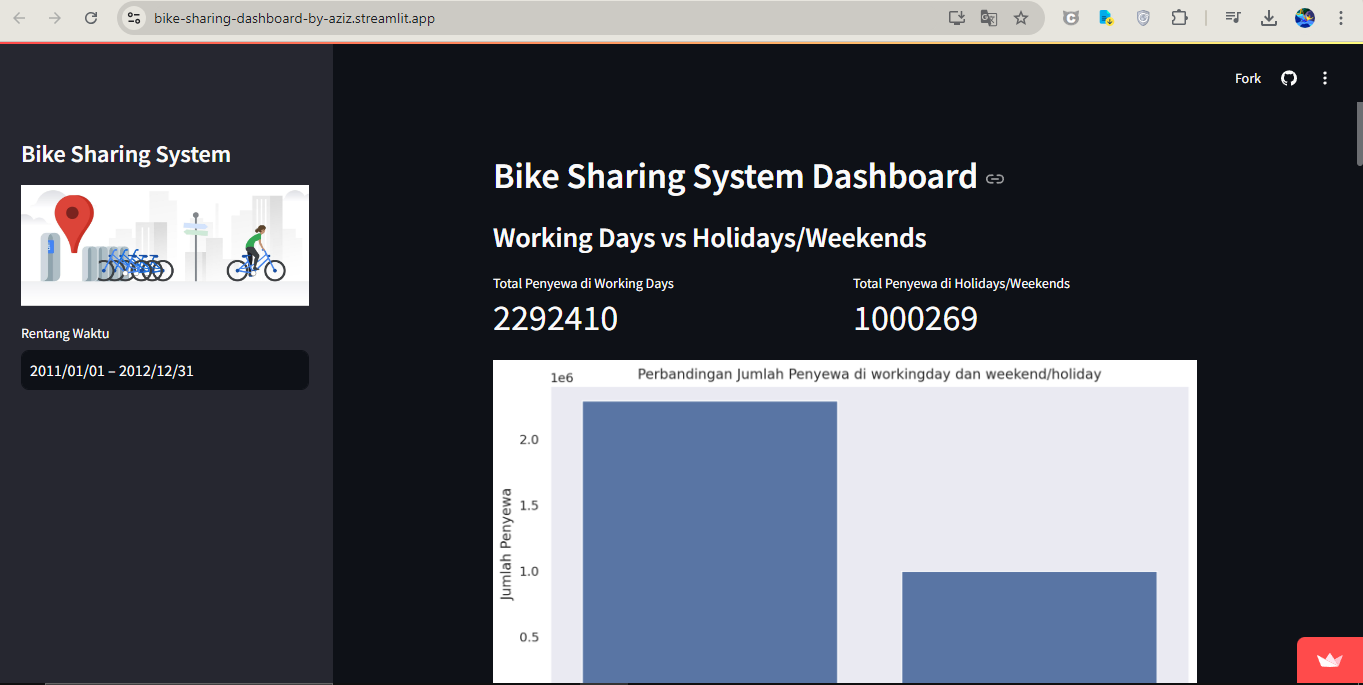 bike-sharing-dashboard-by-aziz.streamlit.app
Fork
Bike Sharing System
Rentang Waktu
2011/01/01 – 2012/12/31
Bike Sharing System Dashboard
Working Days vs Holidays/Weekends
Total Penyewa di Working Days
2292410
Total Penyewa di Holidays/Weekends
1000269
Perbandingan Jumlah Penyewa di workingday dan weekend/holiday
1e6
2.0
1.5
1.0
0.5
Jumlah Penyewa